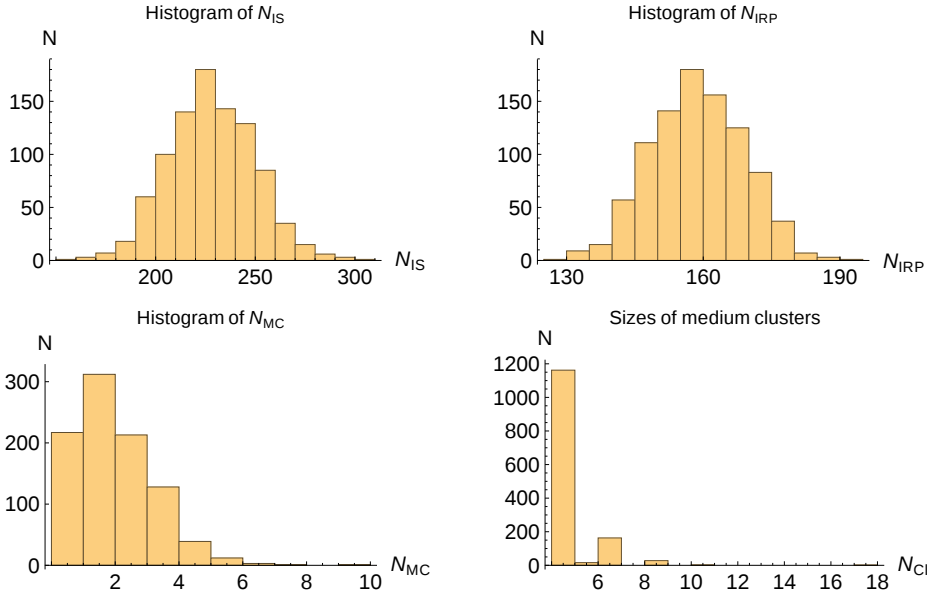 Histogram of N_IS
N
150
100
50
0
200 250 300
N_IS
Histogram of N_IRP
N
150
100
50
0
130 160 190
N_IRP
Histogram of N_MC
N
300
200
100
0
2 4 6 8 10
N_MC
Sizes of medium clusters
N
1200
1000
800
600
400
200
0
6 8 10 12 14 16 18
N_Cl